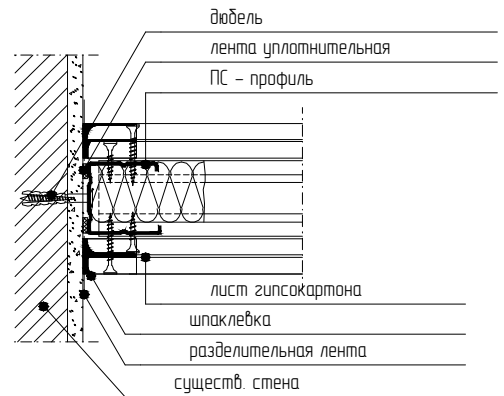 дюбель
лента уплотнительная
ПС - профиль
лист гипсокартона
шпаклевка
разделительная лента
существ. стена